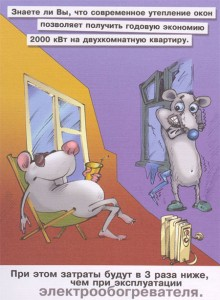 Знаете ли Вы, что современное утепление окон
позволяет получить годовую экономию
2000 кВт на двухкомнатную квартиру.
При этом затраты будут в 3 раза ниже,
чем при эксплуатации
электрообогревателя.